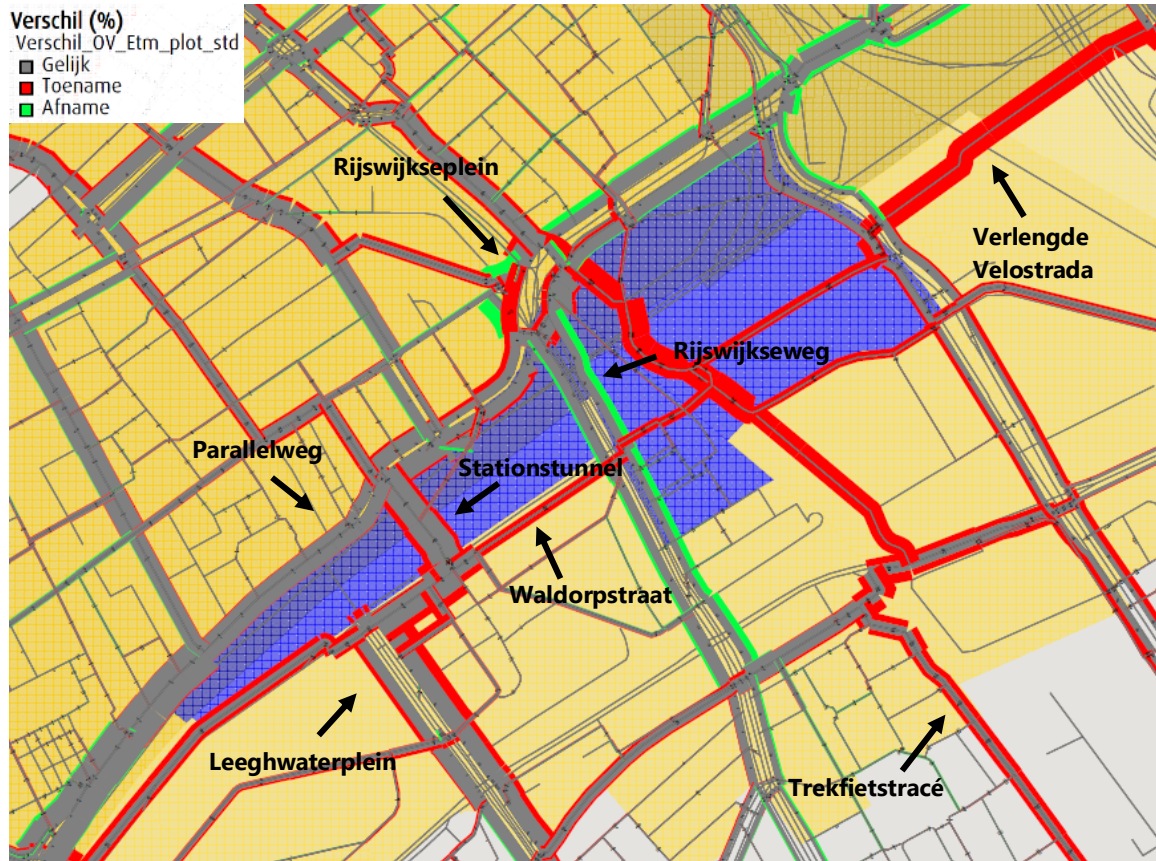 Verschil (%)
Verschil_OV_Etm_plot_std
Gelijk
Toename
Afname
Rijswijkseplein
Verlengde
Velostrada
Rijswijkseweg
Parallelweg
Stationstunnel
Waldorpstraat
Leeghwaterplein
Trekfietstracé